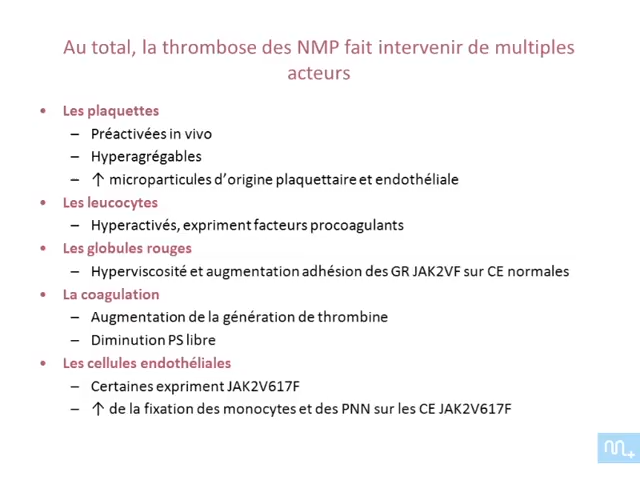 Au total, la thrombose des NMP fait intervenir de multiples
acteurs
• Les plaquettes
– Préactivées in vivo
– Hyperagrégables
– ↑ microparticules d'origine plaquettaire et endothéliale
• Les leucocytes
– Hyperactivés, expriment facteurs procoagulants
• Les globules rouges
– Hyperviscosité et augmentation adhésion des GR JAK2VF sur CE normales
• La coagulation
– Augmentation de la génération de thrombine
– Diminution PS libre
• Les cellules endothéliales
– Certaines expriment JAK2V617F
– ↑ de la fixation des monocytes et des PNN sur les CE JAK2V617F